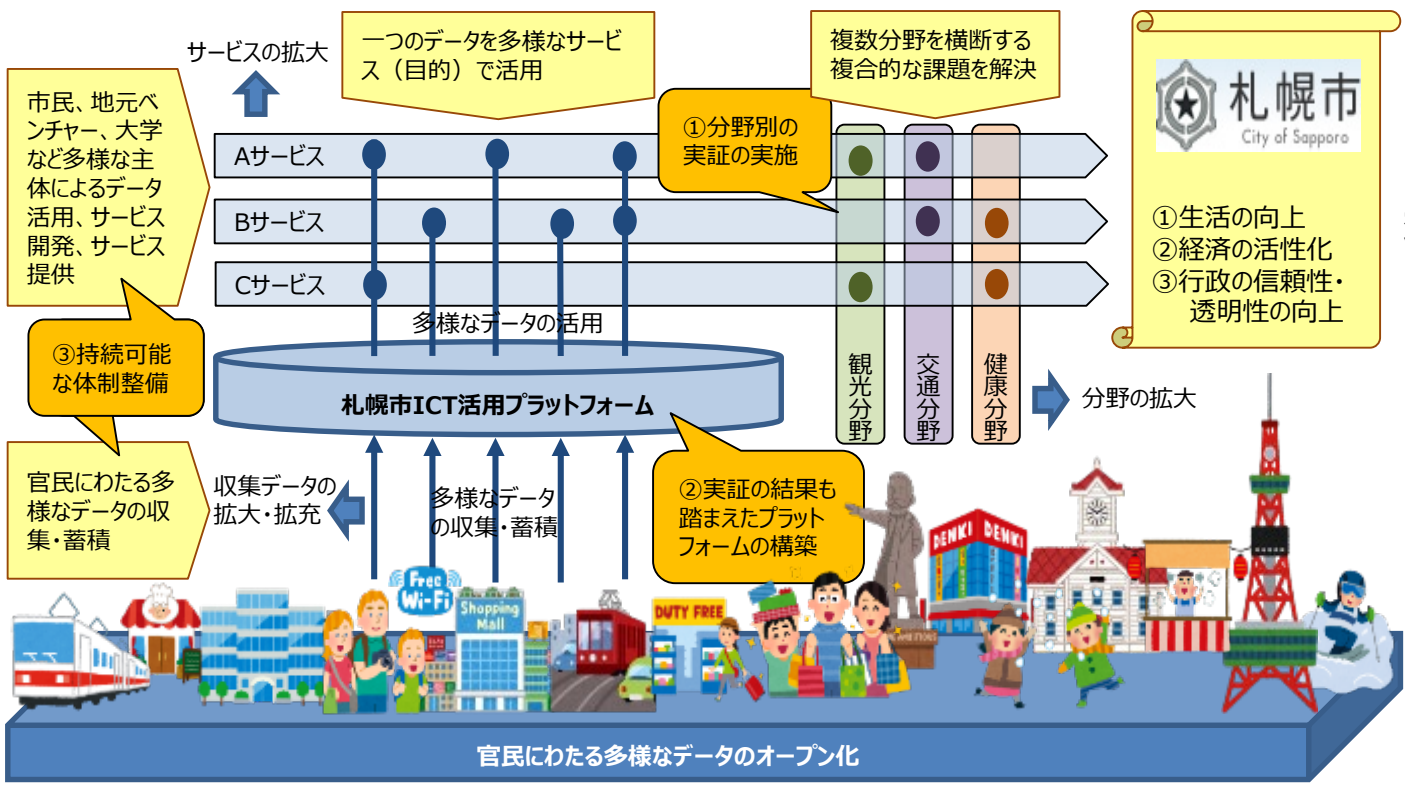 サービスの拡大
一つのデータを多様なサービ
ス（目的）で活用
複数分野を横断する
複合的な課題を解決
札幌市
City of Sapporo
①生活の向上
②経済の活性化
③行政の信頼性・
透明性の向上
市民、地元ベ
ンチャー、大学
など多様な主
体によるデータ
活用、サービス
開発、サービス
提供
①分野別の
実証の実施
Aサービス
Bサービス
Cサービス
多様なデータの活用
③持続可能
な体制整備
札幌市ICT活用プラットフォーム
観光分野
交通分野
健康分野
分野の拡大
官民にわたる多
様なデータの収
集・蓄積
収集データの
拡大・拡充
多様なデータ
の収集・蓄積
②実証の結果も
踏まえたプラット
フォームの構築
Free
Wi-Fi
Shopping
Mall
DUTY FREE
DENKI DENKI
官民にわたる多様なデータのオープン化